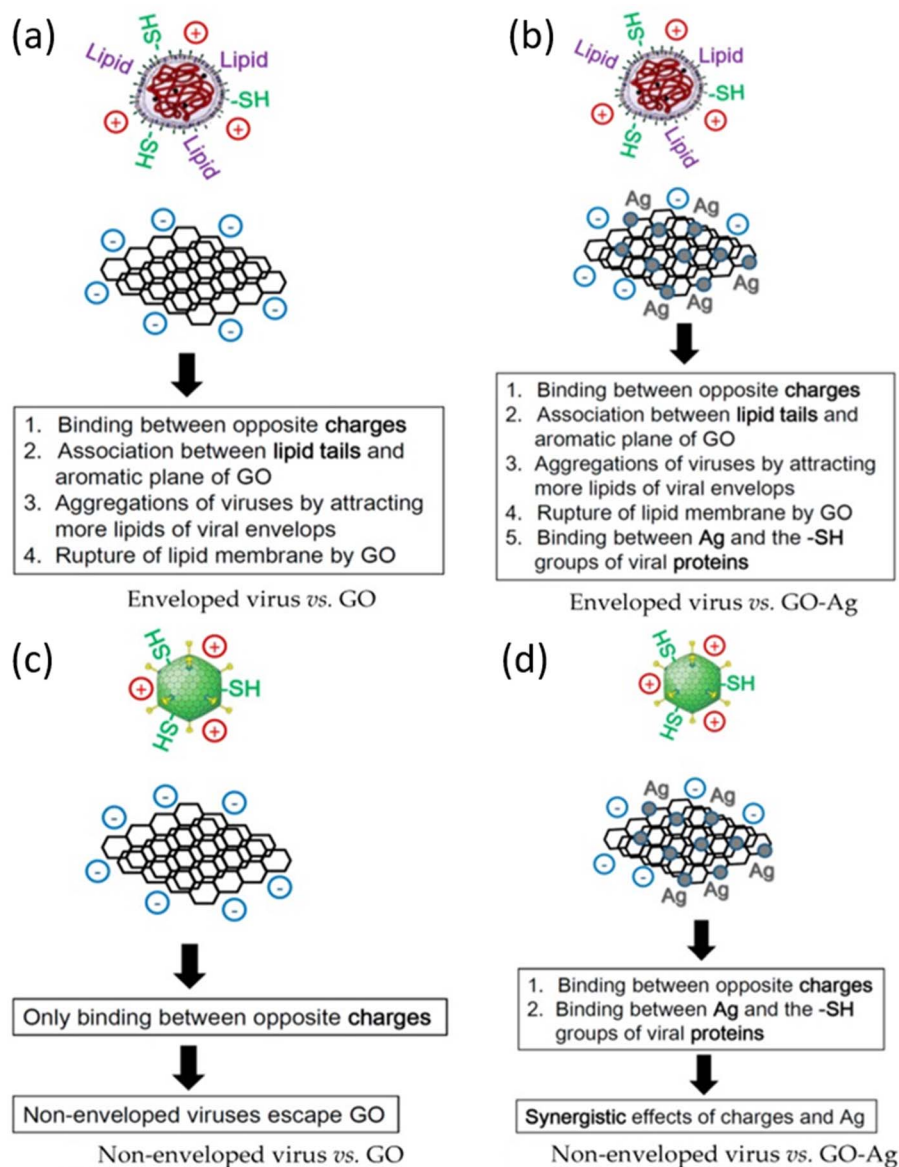 (a)
-SH
+
Lipid
Lipid
-SH
+
+
-SH
Lipid
-
-
-
-
-
-
-
-
1. Binding between opposite charges
2. Association between lipid tails and
aromatic plane of GO
3. Aggregations of viruses by attracting
more lipids of viral envelops
4. Rupture of lipid membrane by GO
Enveloped virus vs. GO
(b)
-SH
+
Lipid
Lipid
-SH
+
+
-SH
Lipid
Ag
-
Ag
-
-
-
-
Ag
Ag
Ag
1. Binding between opposite charges
2. Association between lipid tails and
aromatic plane of GO
3. Aggregations of viruses by attracting
more lipids of viral envelops
4. Rupture of lipid membrane by GO
5. Binding between Ag and the -SH
groups of viral proteins
Enveloped virus vs. GO-Ag
(c)
-SH
+
+
-SH
-SH
+
-
-
-
-
-
-
-
Only binding between opposite charges
Non-enveloped viruses escape GO
Non-enveloped virus vs. GO
(d)
-SH
+
+
-SH
-SH
+
Ag
-
Ag
-
-
-
-
Ag
Ag
Ag
1. Binding between opposite charges
2. Binding between Ag and the -SH
groups of viral proteins
Synergistic effects of charges and Ag
Non-enveloped virus vs. GO-Ag